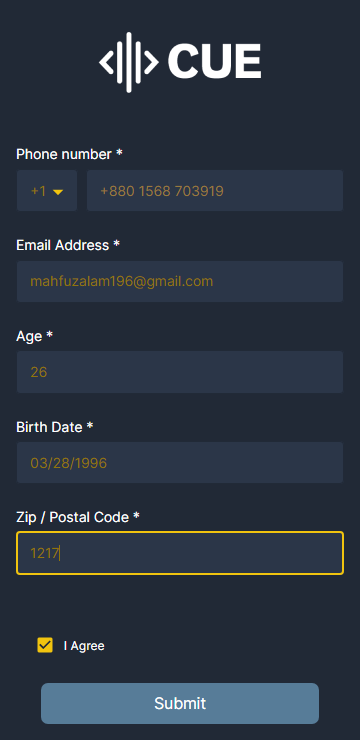 CUE
Phone number *
+1
+880 1568 703919
Email Address *
mahfuzalam196@gmail.com
Age *
26
Birth Date *
03/28/1996
Zip / Postal Code *
1217
I Agree
Submit